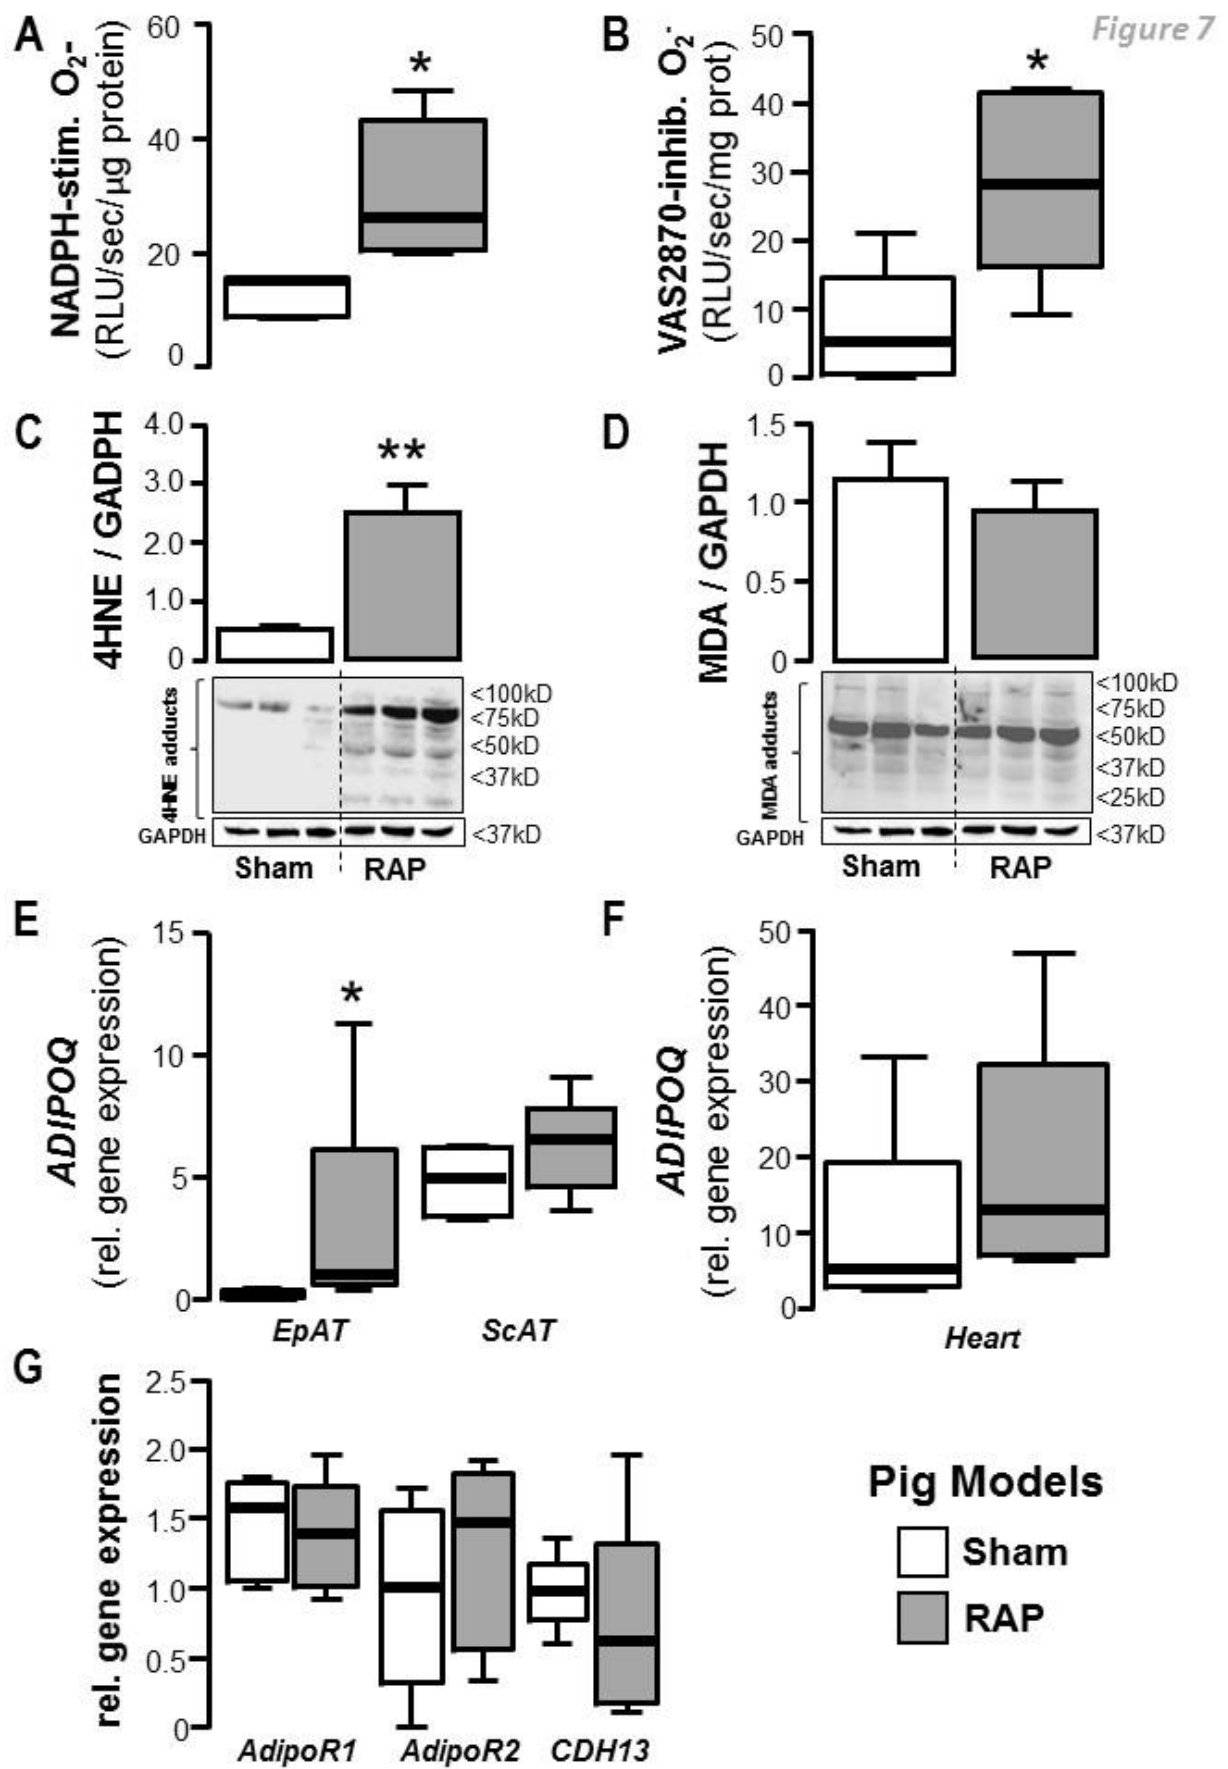 Figure 7
A
NADPH-stim. O2-
(RLU/sec/µg protein)
60
40
20
0
*
B
VAS2870-inhib. O2-
(RLU/sec/mg prot)
50
40
30
20
10
0
*
C
4HNE / GADPH
4.0
3.0
2.0
1.0
0
**
4HNE adducts
<100kD
<75kD
<50kD
<37kD
GAPDH
<37kD
Sham
RAP
D
MDA / GAPDH
1.5
1.0
0.5
0
MDA adducts
<100kD
<75kD
<50kD
<37kD
<25kD
GAPDH
<37kD
Sham
RAP
E
ADIPOQ
(rel. gene expression)
15
10
5
0
*
EpAT
ScAT
F
ADIPOQ
(rel. gene expression)
50
40
30
20
10
0
Heart
G
rel. gene expression
2.5
2.0
1.5
1.0
0.5
0
AdipoR1
AdipoR2
CDH13
Pig Models
Sham
RAP